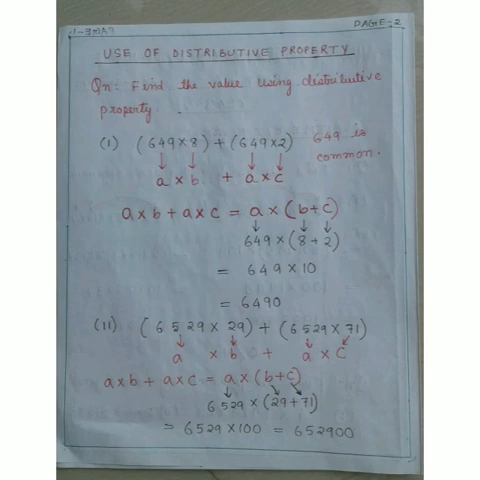 PAGE-2
USE OF DISTRIBUTIVE PROPERTY
Qn: Find the value using distributive
property.
(i) (649×8) + (649×2) 649 is
common.
a × b + a × c
a×b + a×c = a×(b+c)
649×(8+2)
= 649×10
= 6490
(ii) (6529×29) + (6529×71)
a × b + a × c
a×b + a×c = a×(b+c)
6529×(29+71)
= 6529×100 = 652900